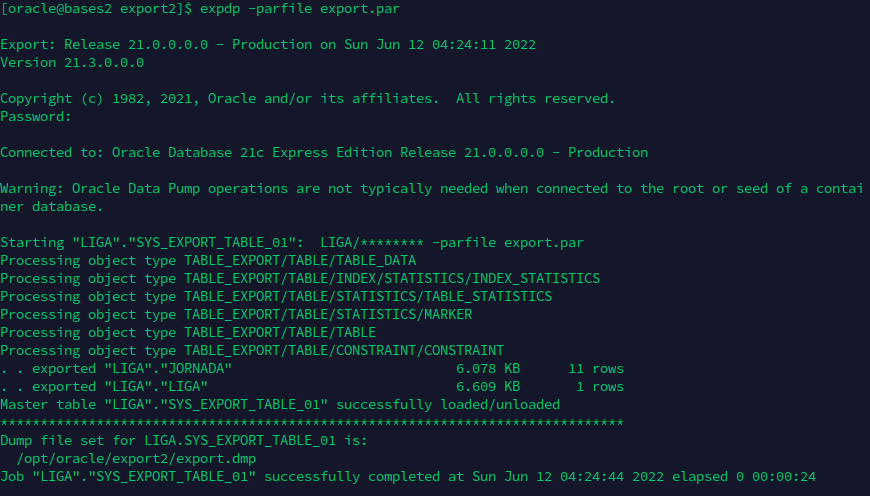 [oracle@bases2 export2]$ expdp -parfile export.par
Export: Release 21.0.0.0.0 - Production on Sun Jun 12 04:24:11 2022
Version 21.3.0.0.0
Copyright (c) 1982, 2021, Oracle and/or its affiliates.  All rights reserved.
Password:
Connected to: Oracle Database 21c Express Edition Release 21.0.0.0.0 - Production
Warning: Oracle Data Pump operations are not typically needed when connected to the root or seed of a contai
ner database.
Starting "LIGA"."SYS_EXPORT_TABLE_01":  LIGA/******** -parfile export.par
Processing object type TABLE_EXPORT/TABLE/TABLE_DATA
Processing object type TABLE_EXPORT/TABLE/INDEX/STATISTICS/INDEX_STATISTICS
Processing object type TABLE_EXPORT/TABLE/STATISTICS/TABLE_STATISTICS
Processing object type TABLE_EXPORT/TABLE/STATISTICS/MARKER
Processing object type TABLE_EXPORT/TABLE/TABLE
Processing object type TABLE_EXPORT/TABLE/CONSTRAINT/CONSTRAINT
. . exported "LIGA"."JORNADA"                            6.078 KB      11 rows
. . exported "LIGA"."LIGA"                               6.609 KB       1 rows
Master table "LIGA"."SYS_EXPORT_TABLE_01" successfully loaded/unloaded
******************************************************************************
Dump file set for LIGA.SYS_EXPORT_TABLE_01 is:
  /opt/oracle/export2/export.dmp
Job "LIGA"."SYS_EXPORT_TABLE_01" successfully completed at Sun Jun 12 04:24:44 2022 elapsed 0 00:00:24